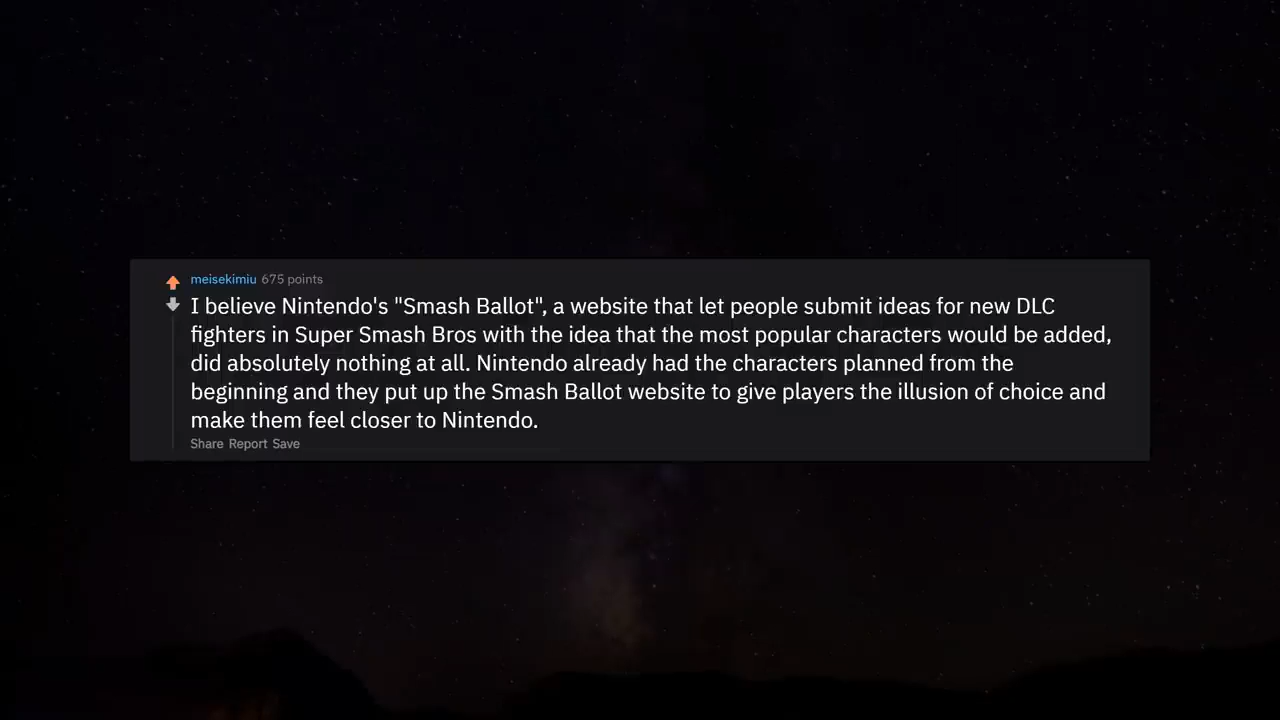 meisekimiu 675 points
I believe Nintendo's "Smash Ballot", a website that let people submit ideas for new DLC
fighters in Super Smash Bros with the idea that the most popular characters would be added,
did absolutely nothing at all. Nintendo already had the characters planned from the
beginning and they put up the Smash Ballot website to give players the illusion of choice and
make them feel closer to Nintendo.
Share Report Save